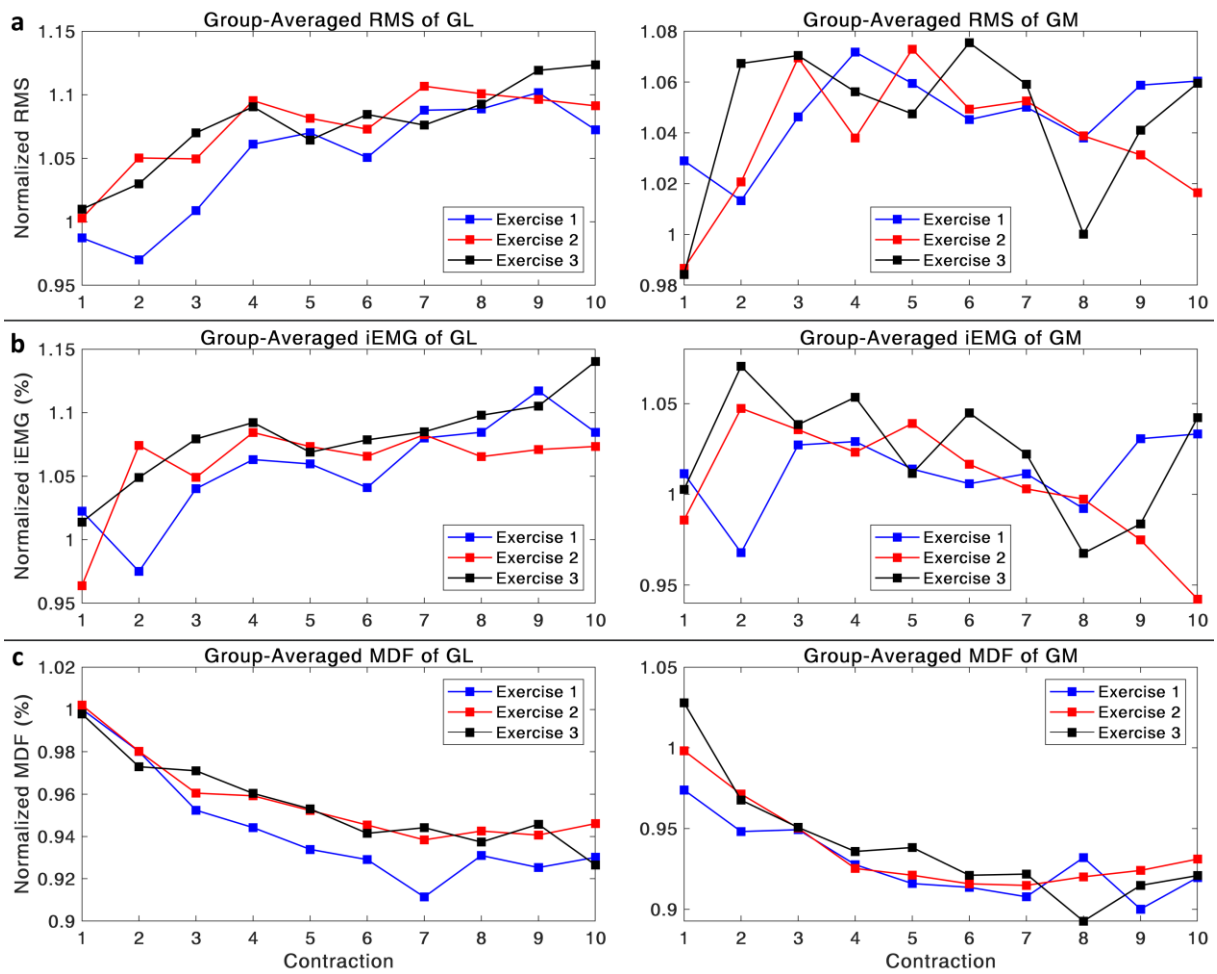 a
Group-Averaged RMS of GL
Normalized RMS
1.15
1.1
1.05
1
0.95
Exercise 1
Exercise 2
Exercise 3
1 2 3 4 5 6 7 8 9 10
Group-Averaged RMS of GM
1.08
1.06
1.04
1.02
1
0.98
Exercise 1
Exercise 2
Exercise 3
1 2 3 4 5 6 7 8 9 10
b
Group-Averaged iEMG of GL
Normalized iEMG (%)
1.15
1.1
1.05
1
0.95
Exercise 1
Exercise 2
Exercise 3
1 2 3 4 5 6 7 8 9 10
Group-Averaged iEMG of GM
1.05
1
0.95
Exercise 1
Exercise 2
Exercise 3
1 2 3 4 5 6 7 8 9 10
c
Group-Averaged MDF of GL
Normalized MDF (%)
1.02
1
0.98
0.96
0.94
0.92
0.9
Exercise 1
Exercise 2
Exercise 3
1 2 3 4 5 6 7 8 9 10
Contraction
Group-Averaged MDF of GM
1.05
1
0.95
0.9
Exercise 1
Exercise 2
Exercise 3
1 2 3 4 5 6 7 8 9 10
Contraction